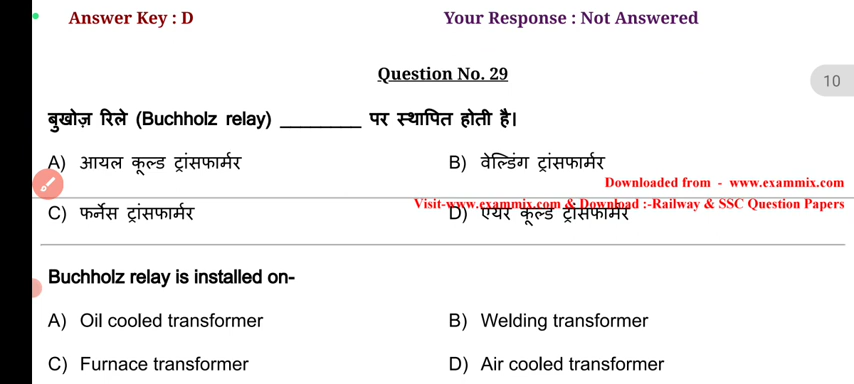 Answer Key : D Your Response : Not Answered
Question No. 29
10
बुखोज़ रिले (Buchholz relay) ________ पर स्थापित होती है।
A) आयल कूल्ड ट्रांसफार्मर B) वेल्डिंग ट्रांसफार्मर
Downloaded from - www.exammix.com
Visit-www.exammix.com & Download :-Railway & SSC Question Papers
C) फर्नेस ट्रांसफार्मर D) एयर कूल्ड ट्रांसफार्मर
Buchholz relay is installed on-
A) Oil cooled transformer B) Welding transformer
C) Furnace transformer D) Air cooled transformer